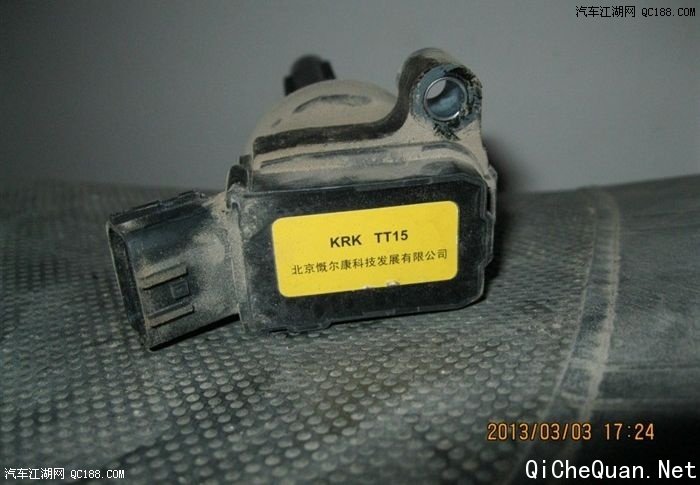 汽车江湖网 QC188.com
KRK TT15
北京慨尔康科技发展有限公司
2013/03/03 17:24
汽车江湖网 QC188.com
QiCheQuan.Net